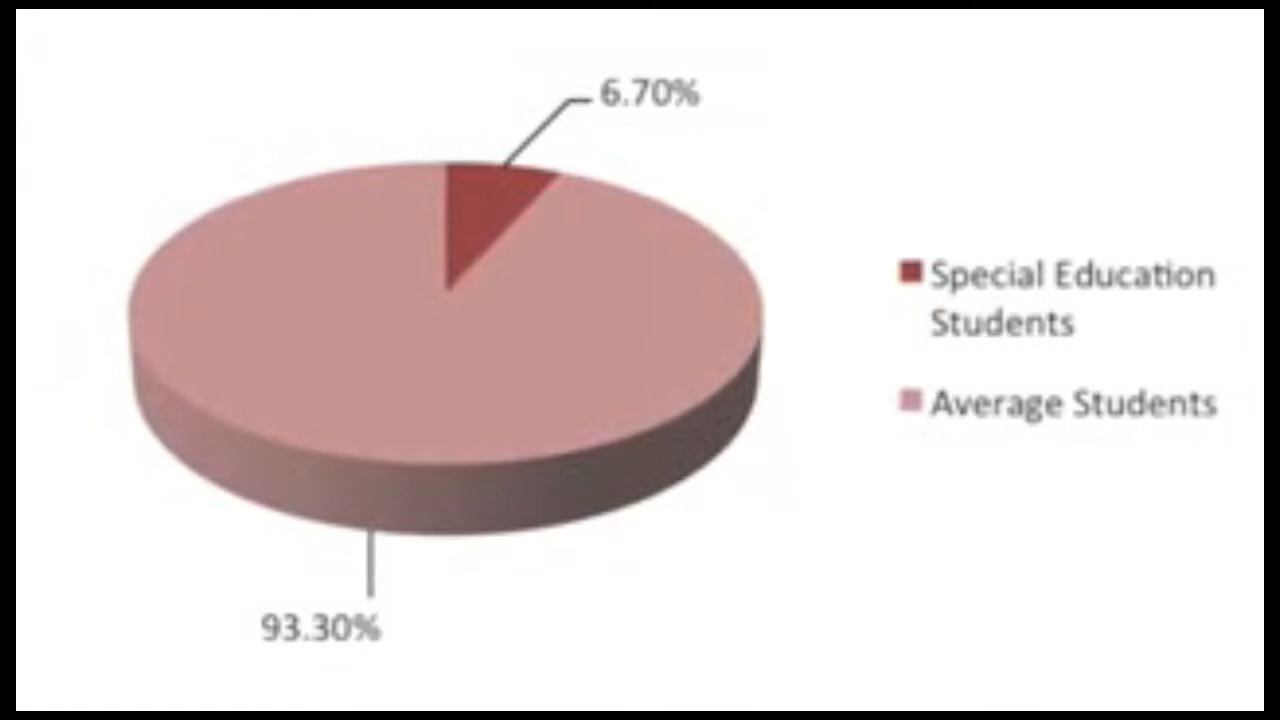 6.70%
Special Education
Students
Average Students
93.30%